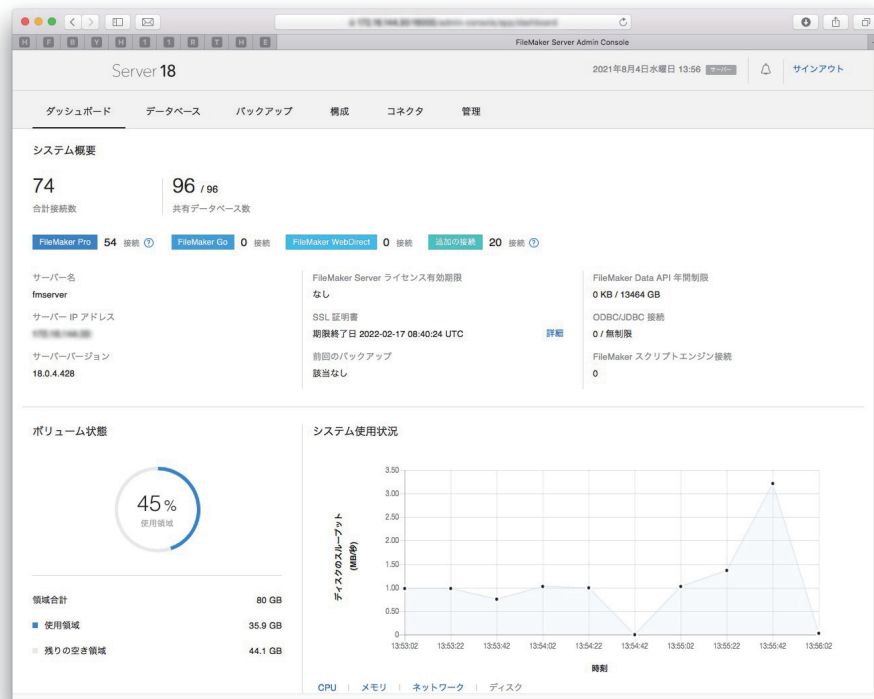 H F B Y H 1 1 R T H E
FileMaker Server Admin Console
Server 18
2021年8月4日水曜日 13:56 サーバー
サインアウト
ダッシュボード データベース バックアップ 構成 コネクタ 管理
システム概要
74
合計接続数
96 / 96
共有データベース数
FileMaker Pro 54 接続 ?
FileMaker Go 0 接続
FileMaker WebDirect 0 接続
追加の接続 20 接続 ?
サーバー名
fmserver
サーバー IP アドレス
サーバーバージョン
18.0.4.428
FileMaker Server ライセンス有効期限
なし
SSL 証明書
期限終了日 2022-02-17 08:40:24 UTC 詳細
前回のバックアップ
該当なし
FileMaker Data API 年間制限
0 KB / 13464 GB
ODBC/JDBC 接続
0 / 無制限
FileMaker スクリプトエンジン接続
0
ボリューム状態
45%
使用領域
領域合計 80 GB
使用領域 35.9 GB
残りの空き領域 44.1 GB
システム使用状況
ディスクのスループット
(MB/秒)
3.50
3.00
2.50
2.00
1.50
1.00
0.50
0
13:53:02 13:53:22 13:53:42 13:54:02 13:54:22 13:54:42 13:55:02 13:55:22 13:55:42 13:56:02
時刻
CPU | メモリ | ネットワーク | ディスク